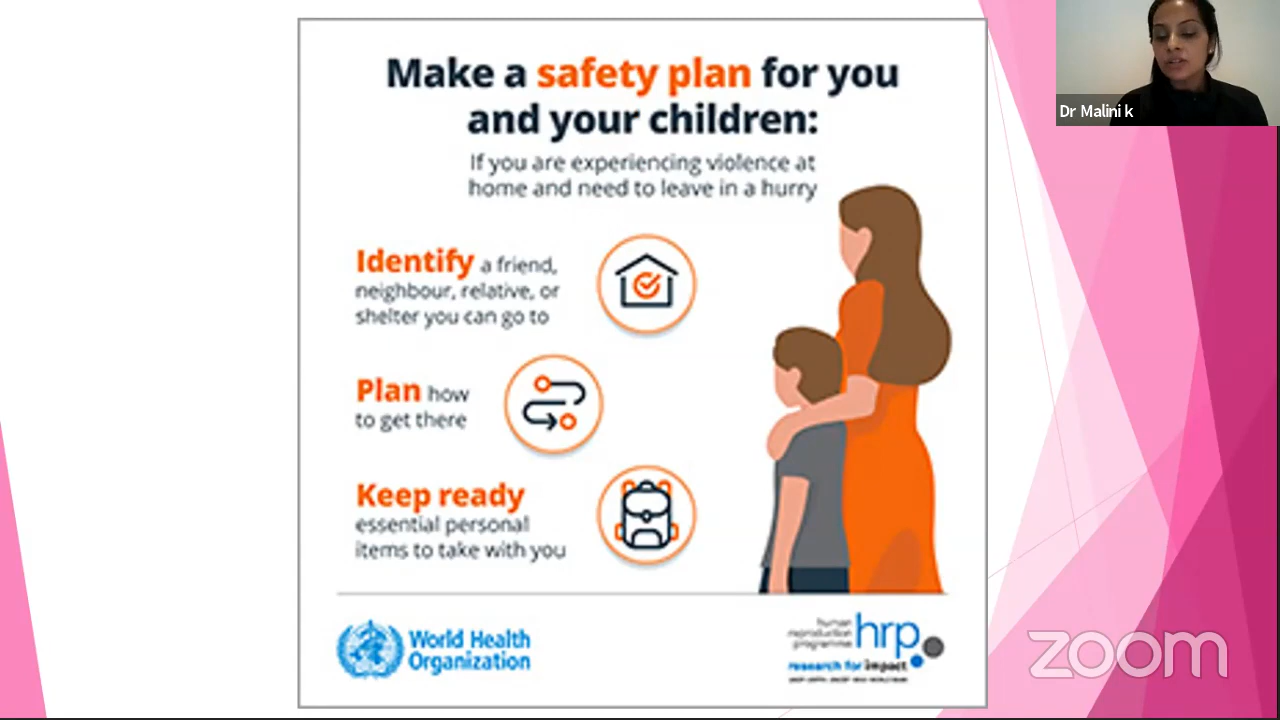 Make a safety plan for you
and your children:
If you are experiencing violence at
home and need to leave in a hurry
Identify a friend,
neighbour, relative, or
shelter you can go to
Plan how
to get there
Keep ready
essential personal
items to take with you
World Health
Organization
human
reproduction
programme
hrp
research for impact
Dr Malini k
zoom